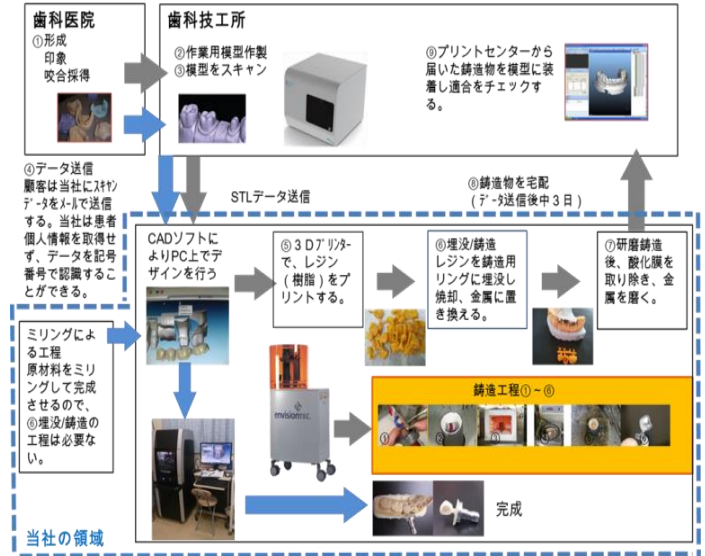 歯科医院
①形成
印象
咬合採得
歯科技工所
②作業用模型作製
③模型をスキャン
⑨プリントセンターから
届いた鋳造物を模型に装
着し適合をチェックす
る。
④データ送信
顧客は当社にスキャン
データをメールで送信
する。当社は患者
個人情報を取得せ
ず、データを記号
番号で認識するこ
とができる。
STLデータ送信
⑧鋳造物を宅配
(データ送信後中3日)
CADソフトに
よりPC上でデ
ザインを行う
⑤3Dプリンター
で、レジン
(樹脂)をプ
リントする。
⑥埋没/鋳造
レジンを鋳造用
リングに埋没し
焼却、金属に置
き換える。
⑦研磨鋳造
後、酸化膜を
取り除き、金
属を磨く。
ミリングによ
る工程
原材料をミリ
ングして完成
させるので、
⑥埋没/鋳造の
工程は必要な
い。
envisiontec
鋳造工程①~⑥
完成
当社の領域